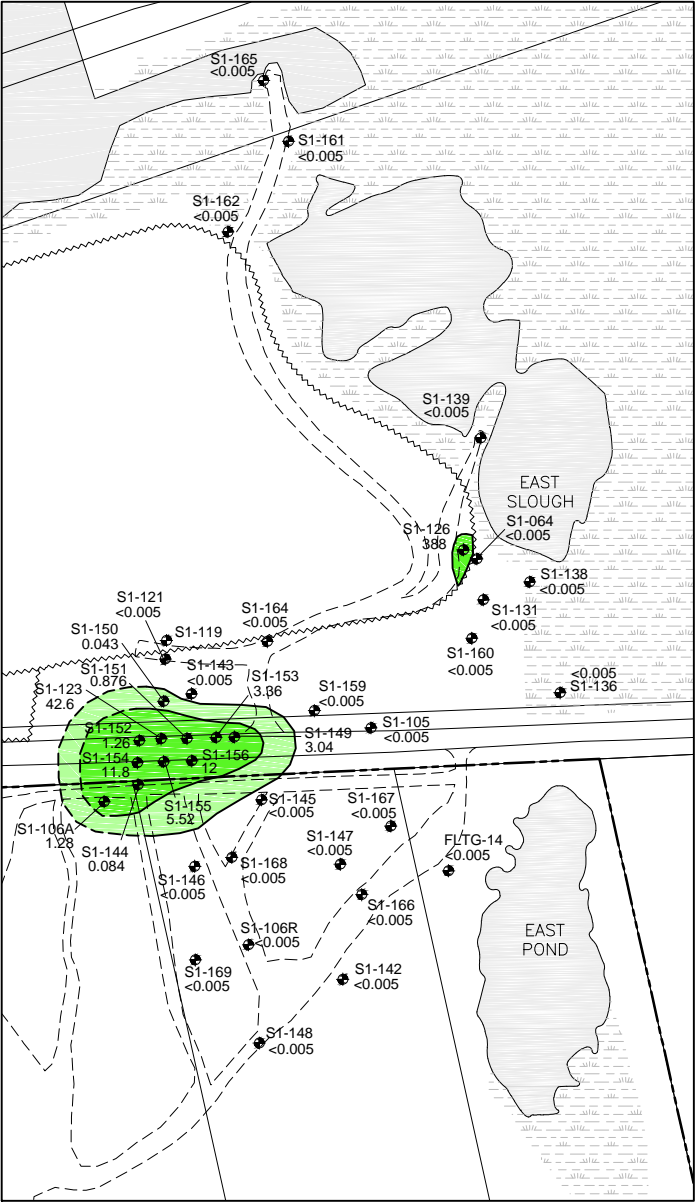 S1-165
<0.005
S1-161
<0.005
S1-162
<0.005
S1-139
<0.005
EAST
SLOUGH
S1-126
388
S1-064
<0.005
S1-138
<0.005
S1-131
<0.005
S1-160
<0.005
<0.005
S1-136
S1-121
<0.005
S1-119
S1-164
<0.005
S1-150
0.043
S1-151
0.876
S1-143
<0.005
S1-153
3.36
S1-123
42.6
S1-159
<0.005
S1-105
<0.005
S1-152
1.26
S1-149
3.04
S1-154
11.8
S1-156
12
S1-155
5.52
S1-145
<0.005
S1-167
<0.005
S1-106A
1.28
S1-144
0.084
S1-147
<0.005
FLTG-14
<0.005
S1-146
<0.005
S1-168
<0.005
S1-166
<0.005
S1-106R
<0.005
EAST
POND
S1-169
<0.005
S1-142
<0.005
S1-148
<0.005